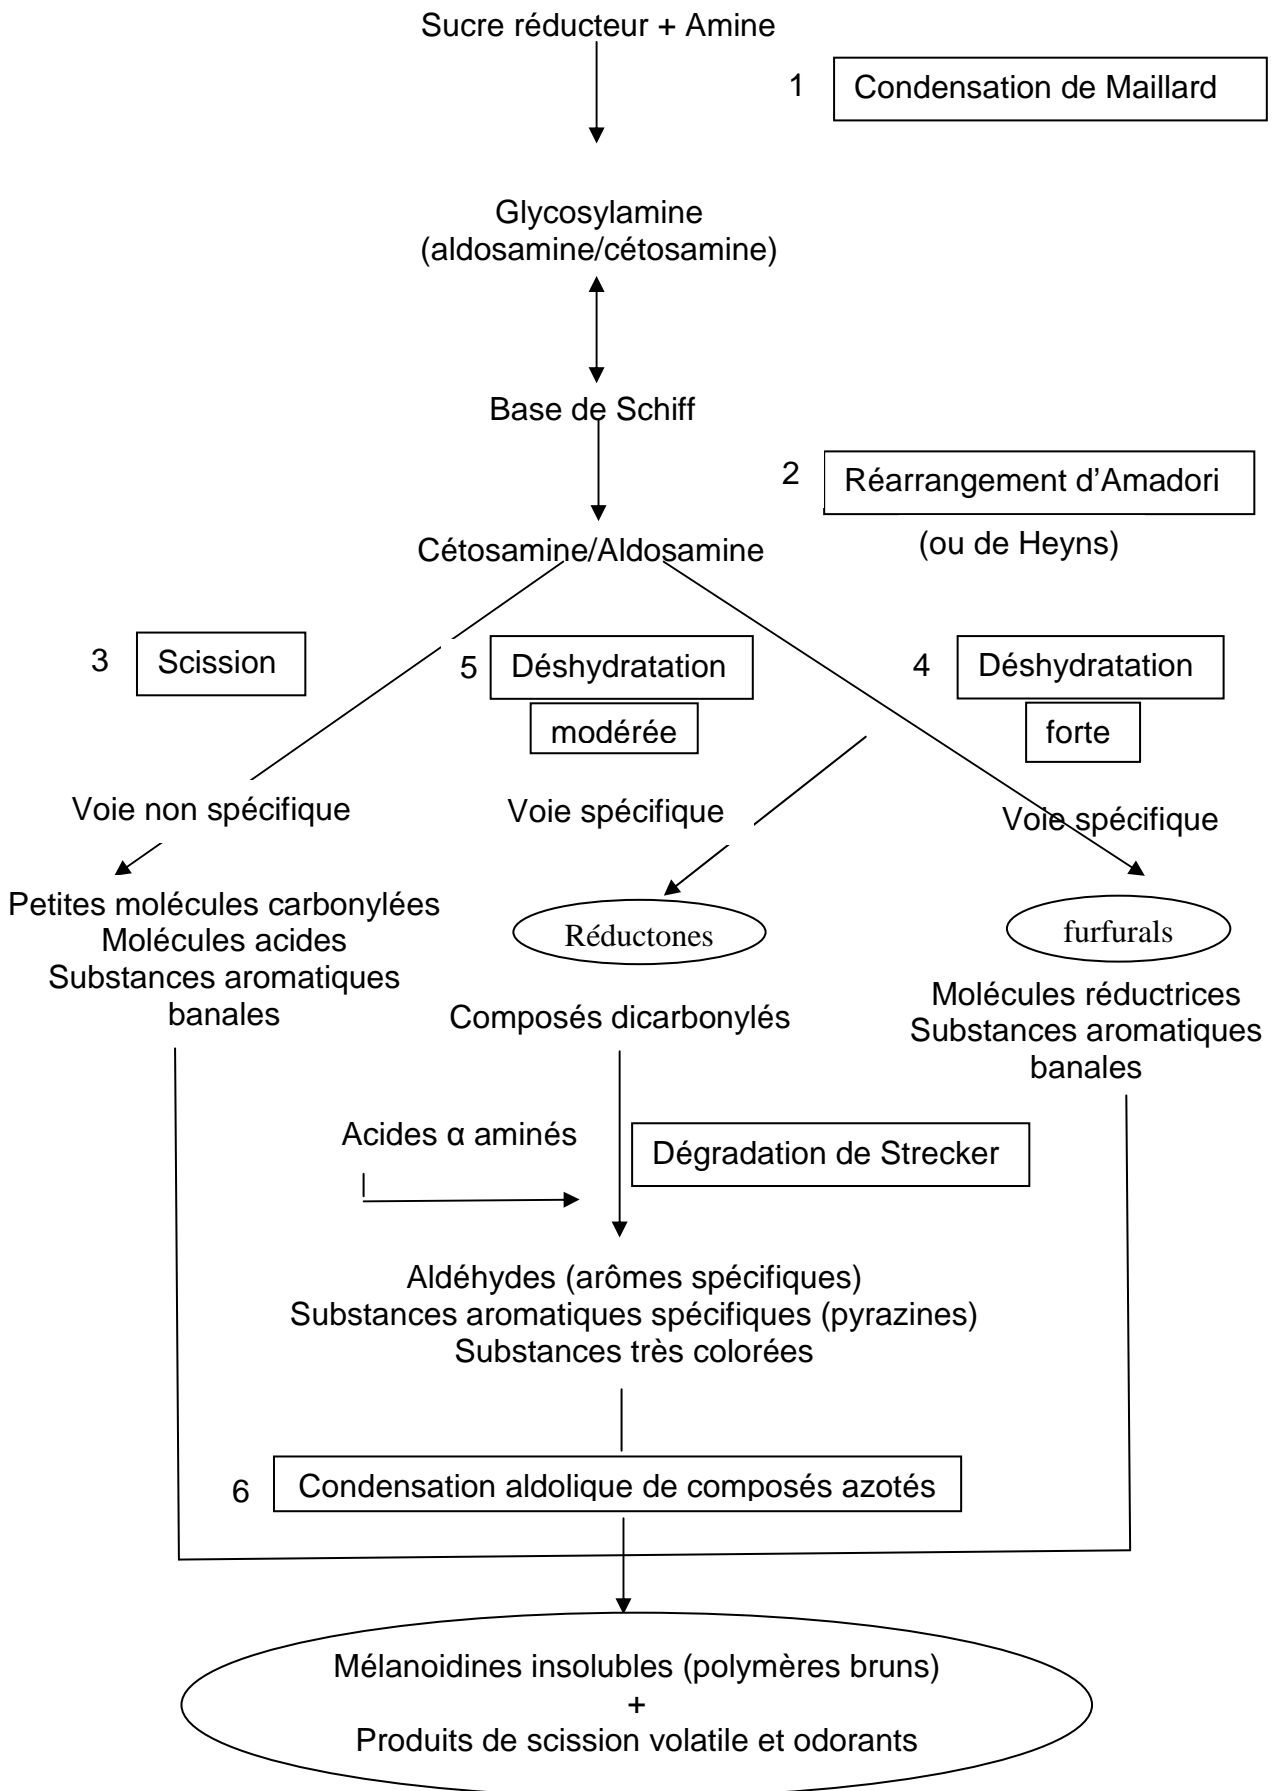 Sucre réducteur + Amine
1
Condensation de Maillard
Glycosylamine
(aldosamine/cétosamine)
Base de Schiff
2
Réarrangement d’Amadori
(ou de Heyns)
Cétosamine/Aldosamine
3
Scission
5
Déshydratation
modérée
4
Déshydratation
forte
Voie non spécifique
Voie spécifique
Voie spécifique
Petites molécules carbonylées
Molécules acides
Substances aromatiques
banales
Réductones
Composés dicarbonylés
furfurals
Molécules réductrices
Substances aromatiques
banales
Acides α aminés
Dégradation de Strecker
Aldéhydes (arômes spécifiques)
Substances aromatiques spécifiques (pyrazines)
Substances très colorées
6
Condensation aldolique de composés azotés
Mélanoidines insolubles (polymères bruns)
+
Produits de scission volatile et odorants